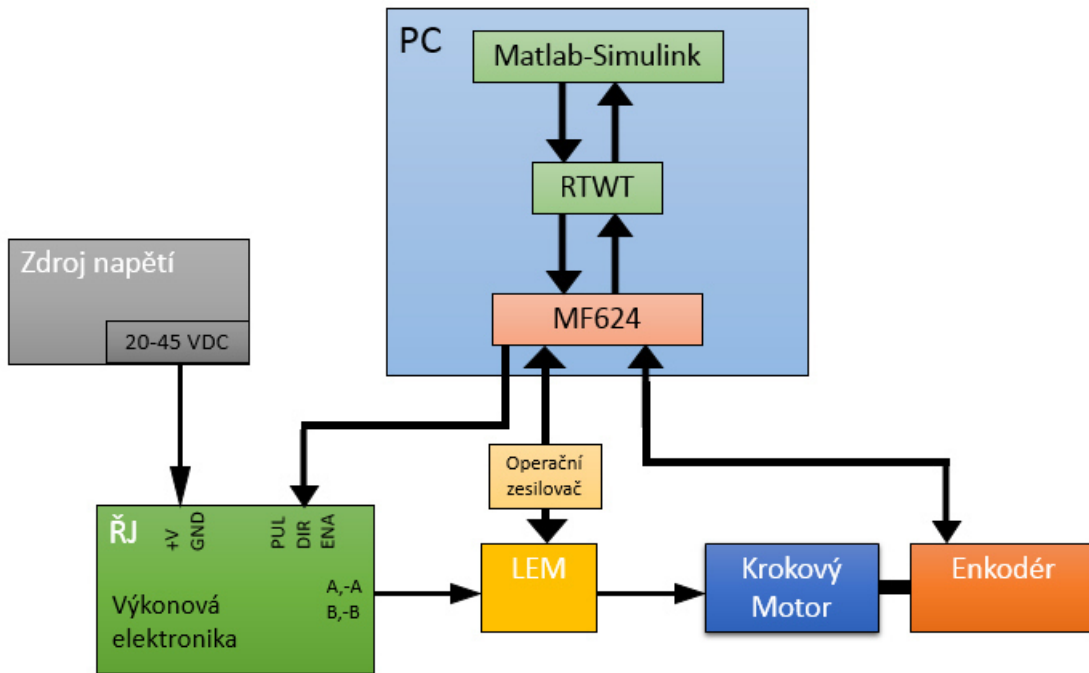 PC
Matlab-Simulink
RTWT
MF624
Zdroj napětí
20-45 VDC
Operační
zesilovač
ŘJ
+V
GND
PUL
DIR
ENA
A,-A
B,-B
Výkonová
elektronika
LEM
Krokový
Motor
Enkodér